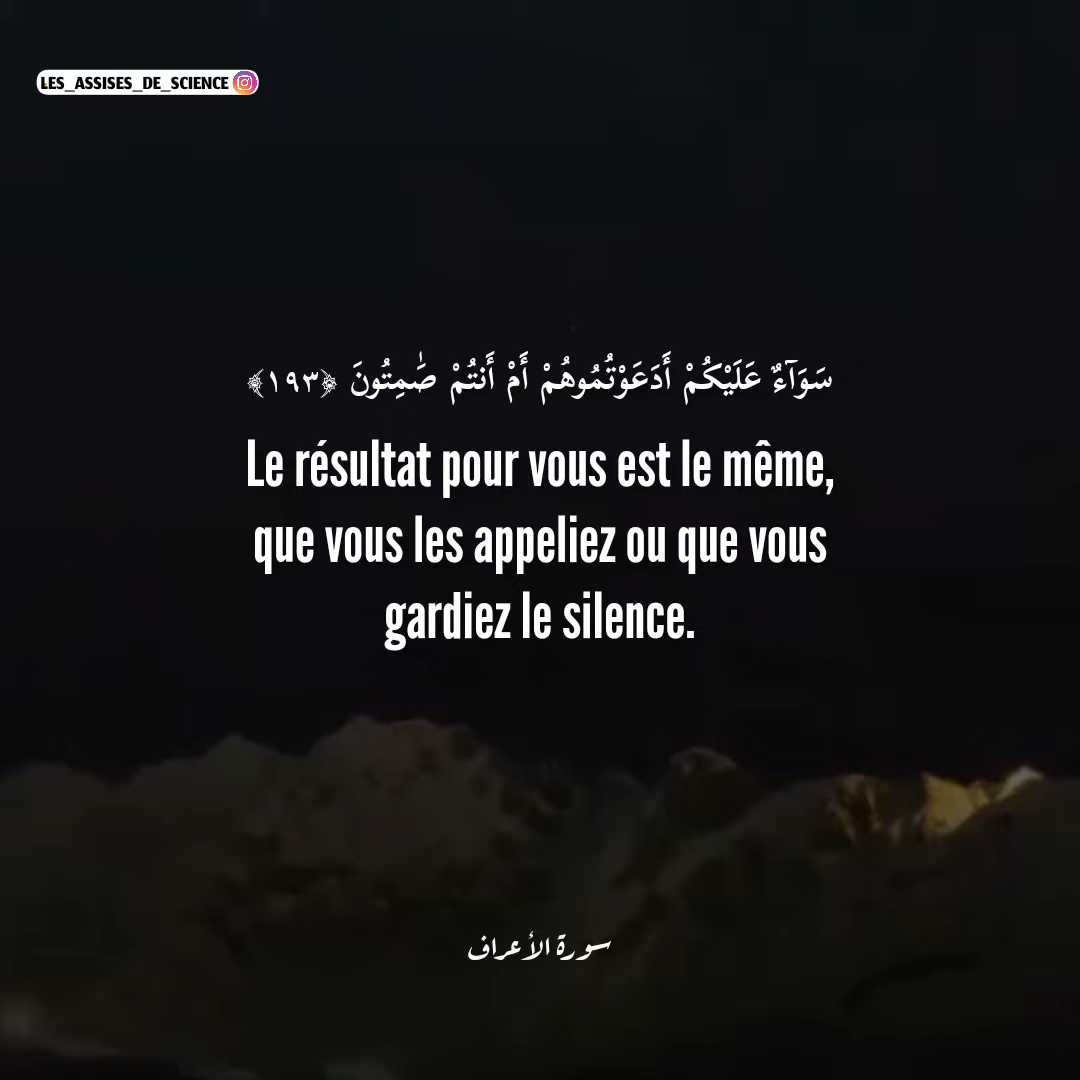 LES_ASSISES_DE_SCIENCE
سَوَآءٌ عَلَيْكُمْ أَدَعَوْتُمُوهُمْ أَمْ أَنتُمْ صَٰمِتُونَ ﴿١٩٣﴾
Le résultat pour vous est le même,
que vous les appeliez ou que vous
gardiez le silence.
سورة الأعراف